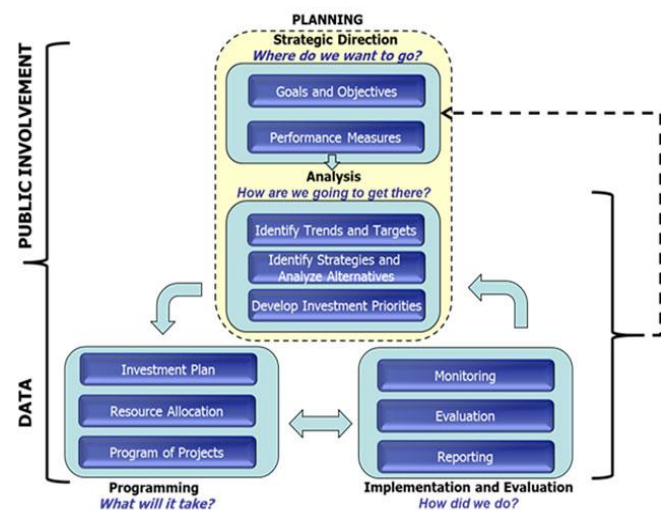 PLANNING
Strategic Direction
Where do we want to go?
Goals and Objectives
Performance Measures
Analysis
How are we going to get there?
Identify Trends and Targets
Identify Strategies and
Analyze Alternatives
Develop Investment Priorities
PUBLIC INVOLVEMENT
DATA
Investment Plan
Resource Allocation
Program of Projects
Programming
What will it take?
Monitoring
Evaluation
Reporting
Implementation and Evaluation
How did we do?